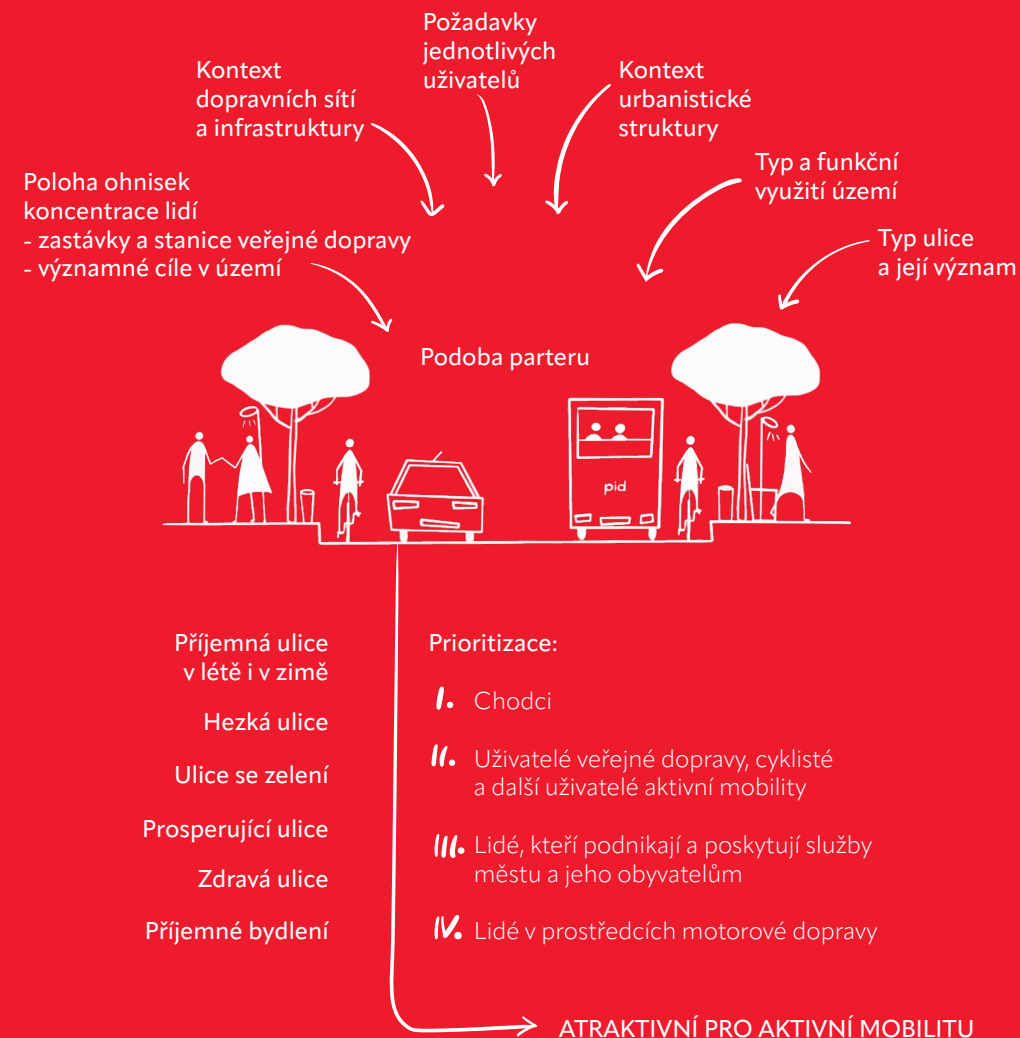 Požadavky
jednotlivých
uživatelů
Kontext
dopravních sítí
a infrastruktury
Kontext
urbanistické
struktury
Poloha ohnisek
koncentrace lidí
- zastávky a stanice veřejné dopravy
- významné cíle v území
Typ a funkční
využití území
Typ ulice
a její význam
Podoba parteru
pid
Příjemná ulice
v létě i v zimě
Hezká ulice
Ulice se zelení
Prosperující ulice
Zdravá ulice
Příjemné bydlení
Prioritizace:
I. Chodci
II. Uživatelé veřejné dopravy, cyklisté
a další uživatelé aktivní mobility
III. Lidé, kteří podnikají a poskytují služby
městu a jeho obyvatelům
IV. Lidé v prostředcích motorové dopravy
ATRAKTIVNÍ PRO AKTIVNÍ MOBILITU